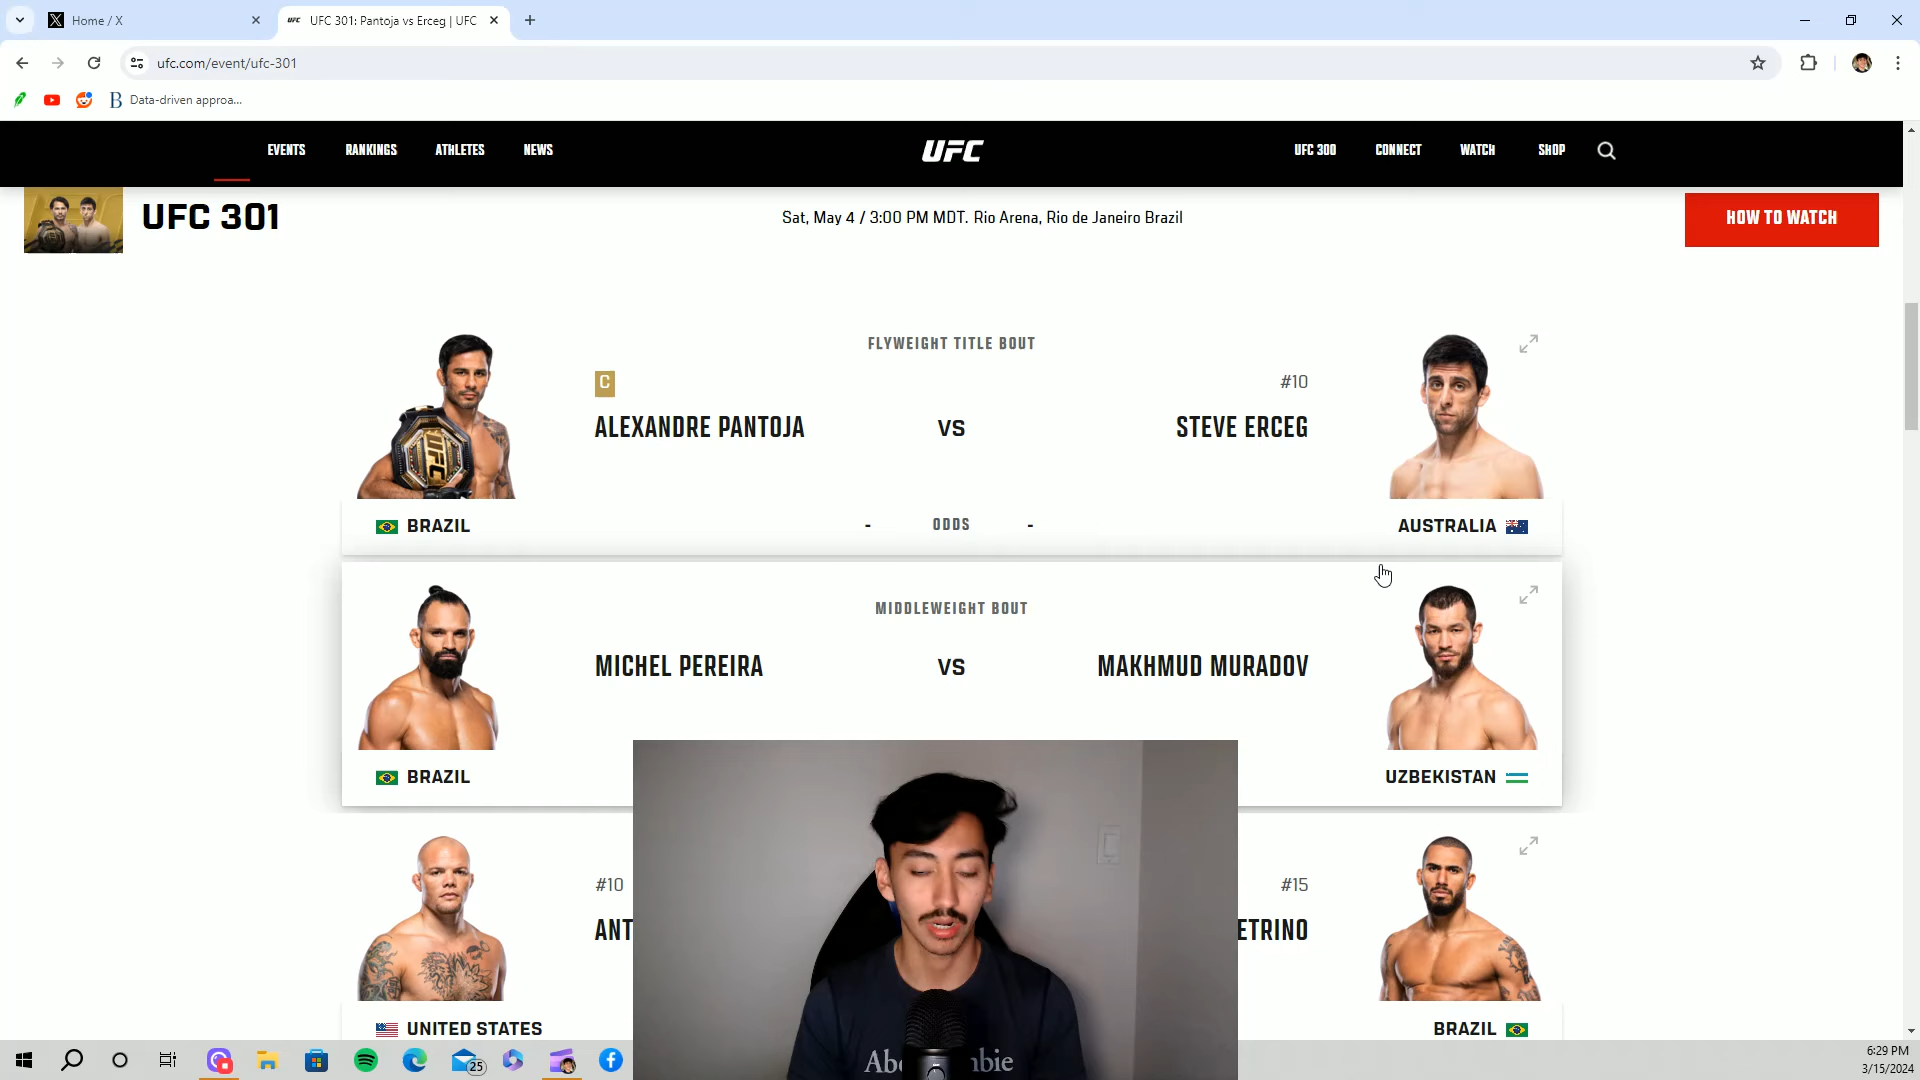 Home / X
UFC 301: Pantoja vs Erceg | UFC
ufc.com/event/ufc-301
B Data-driven approa...
EVENTS RANKINGS ATHLETES NEWS UFC UFC 300 CONNECT WATCH SHOP
UFC 301 Sat, May 4 / 3:00 PM MDT. Rio Arena, Rio de Janeiro Brazil HOW TO WATCH
FLYWEIGHT TITLE BOUT
C #10
ALEXANDRE PANTOJA VS STEVE ERCEG
BRAZIL - ODDS - AUSTRALIA
MIDDLEWEIGHT BOUT
MICHEL PEREIRA VS MAKHMUD MURADOV
BRAZIL UZBEKISTAN
#10 #15
ANT ETRINO
UNITED STATES BRAZIL
25
6:29 PM
3/15/2024